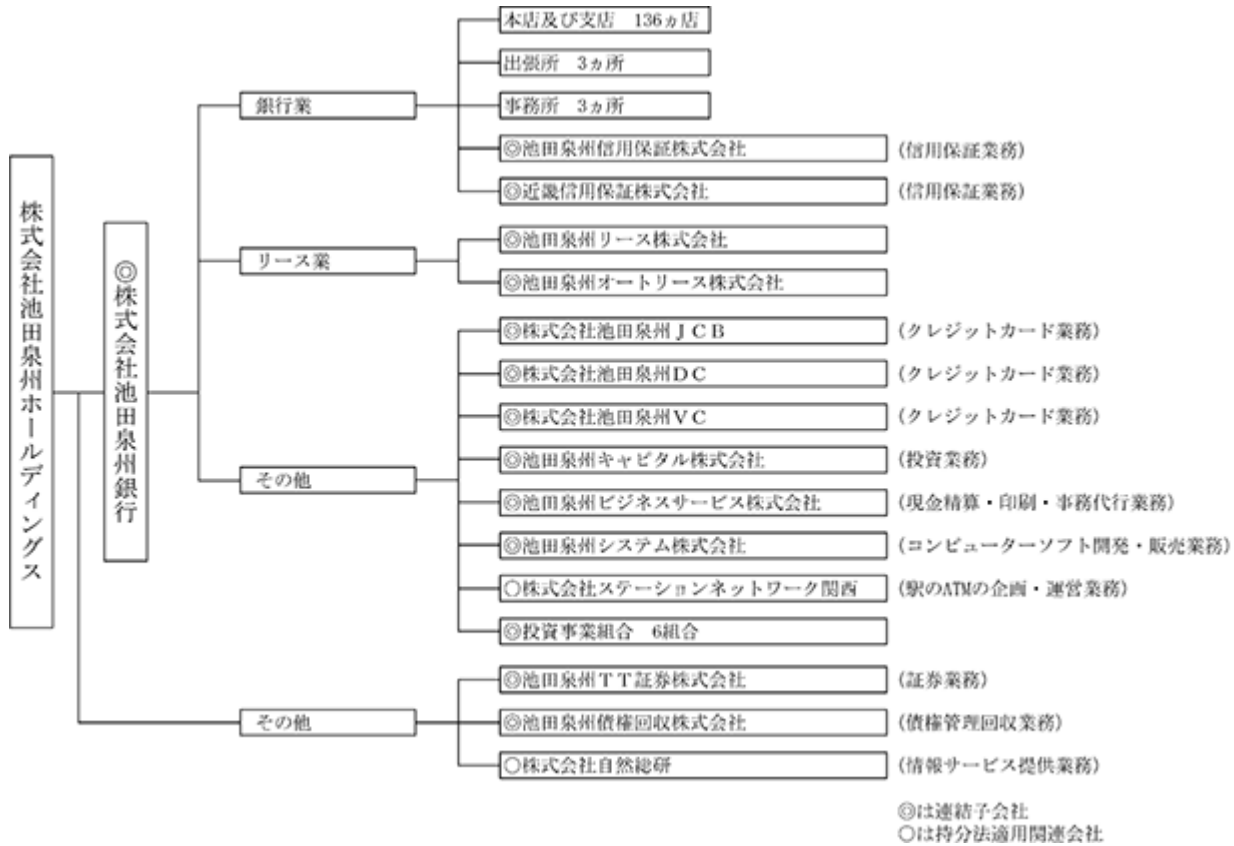 株式会社池田泉州ホールディングス
◎株式会社池田泉州銀行
銀行業
本店及び支店 136ヵ店
出張所 3ヵ所
事務所 3ヵ所
◎池田泉州信用保証株式会社 (信用保証業務)
◎近畿信用保証株式会社 (信用保証業務)
リース業
◎池田泉州リース株式会社
◎池田泉州オートリース株式会社
その他
◎株式会社池田泉州JCB (クレジットカード業務)
◎株式会社池田泉州DC (クレジットカード業務)
◎株式会社池田泉州VC (クレジットカード業務)
◎池田泉州キャピタル株式会社 (投資業務)
◎池田泉州ビジネスサービス株式会社 (現金精算・印刷・事務代行業務)
◎池田泉州システム株式会社 (コンピューターソフト開発・販売業務)
○株式会社ステーションネットワーク関西 (駅のATMの企画・運営業務)
◎投資事業組合 6組合
その他
◎池田泉州TT証券株式会社 (証券業務)
◎池田泉州債権回収株式会社 (債権管理回収業務)
○株式会社自然総研 (情報サービス提供業務)
◎は連結子会社
○は持分法適用関連会社